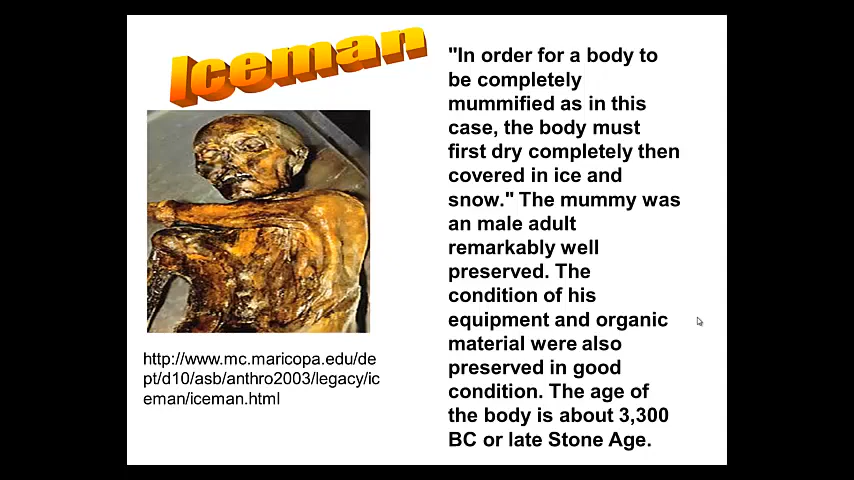 Iceman
"In order for a body to
be completely
mummified as in this
case, the body must
first dry completely then
covered in ice and
snow." The mummy was
an male adult
remarkably well
preserved. The
condition of his
equipment and organic
material were also
preserved in good
condition. The age of
the body is about 3,300
BC or late Stone Age.
http://www.mc.maricopa.edu/de
pt/d10/asb/anthro2003/legacy/ic
eman/iceman.html